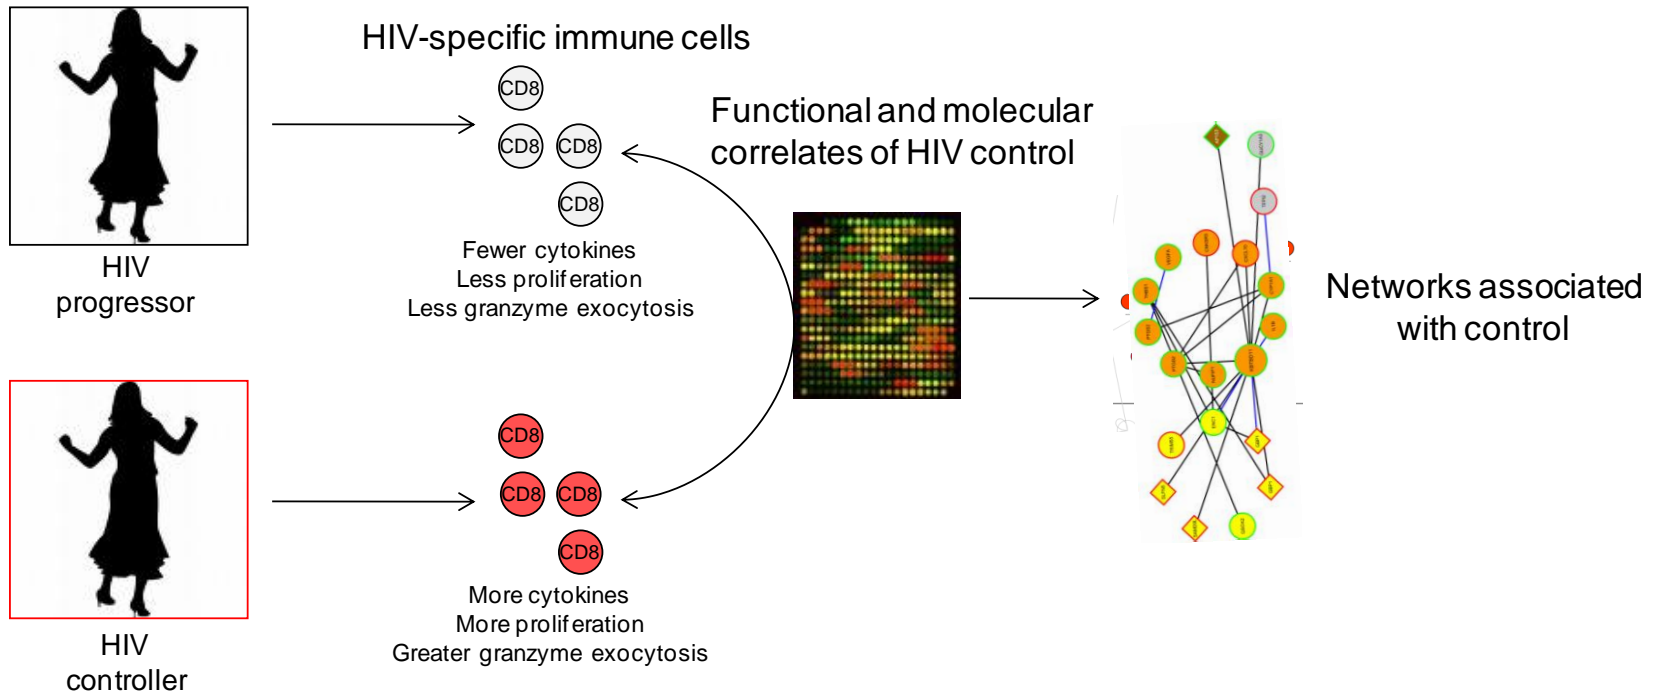 HIV-specific immune cells
CD8
CD8
CD8
CD8
Fewer cytokines
Less proliferation
Less granzyme exocytosis
HIV
progressor
Functional and molecular
correlates of HIV control
Networks associated
with control
CD8
CD8
CD8
CD8
More cytokines
More proliferation
Greater granzyme exocytosis
HIV
controller